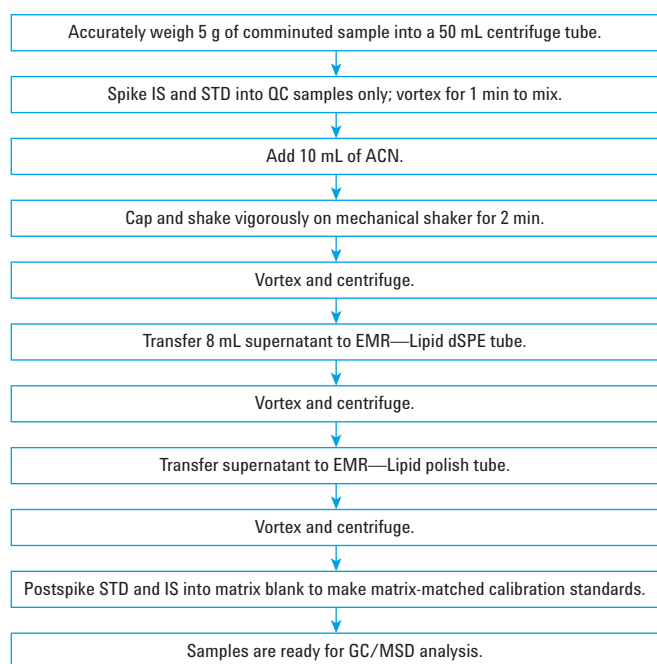 Accurately weigh 5 g of comminuted sample into a 50 mL centrifuge tube.
Spike IS and STD into QC samples only; vortex for 1 min to mix.
Add 10 mL of ACN.
Cap and shake vigorously on mechanical shaker for 2 min.
Vortex and centrifuge.
Transfer 8 mL supernatant to EMR—Lipid dSPE tube.
Vortex and centrifuge.
Transfer supernatant to EMR—Lipid polish tube.
Vortex and centrifuge.
Postspike STD and IS into matrix blank to make matrix-matched calibration standards.
Samples are ready for GC/MSD analysis.